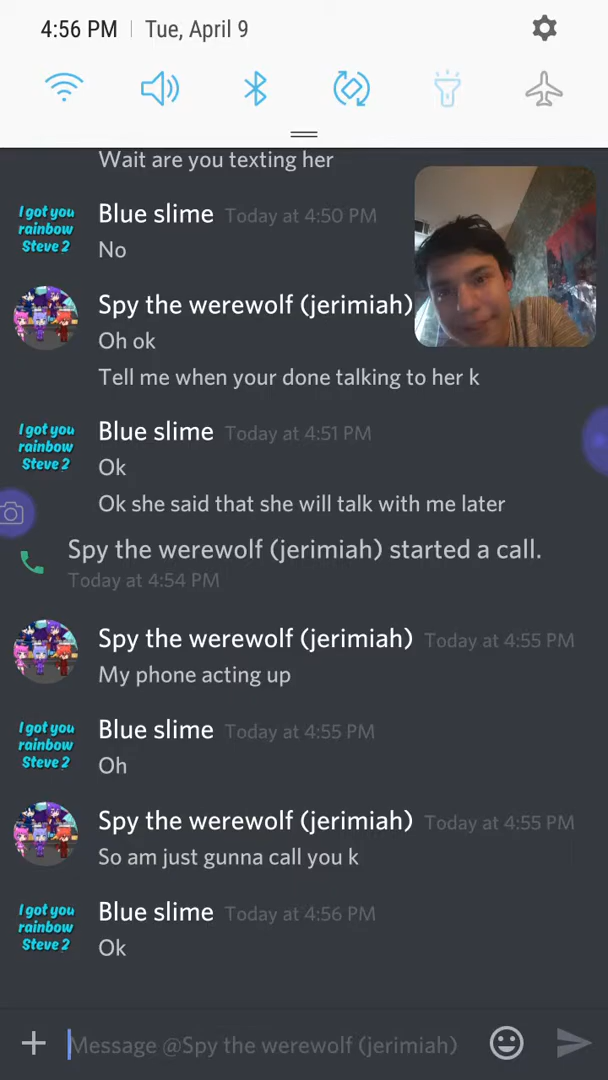 4:56 PM | Tue, April 9
Wait are you texting her
I got you
rainbow
Steve 2
Blue slime Today at 4:50 PM
No
Spy the werewolf (jerimiah)
Oh ok
Tell me when your done talking to her k
I got you
rainbow
Steve 2
Blue slime Today at 4:51 PM
Ok
Ok she said that she will talk with me later
Spy the werewolf (jerimiah) started a call.
Today at 4:54 PM
Spy the werewolf (jerimiah) Today at 4:55 PM
My phone acting up
I got you
rainbow
Steve 2
Blue slime Today at 4:55 PM
Oh
Spy the werewolf (jerimiah) Today at 4:55 PM
So am just gunna call you k
I got you
rainbow
Steve 2
Blue slime Today at 4:56 PM
Ok
Message @Spy the werewolf (jerimiah)